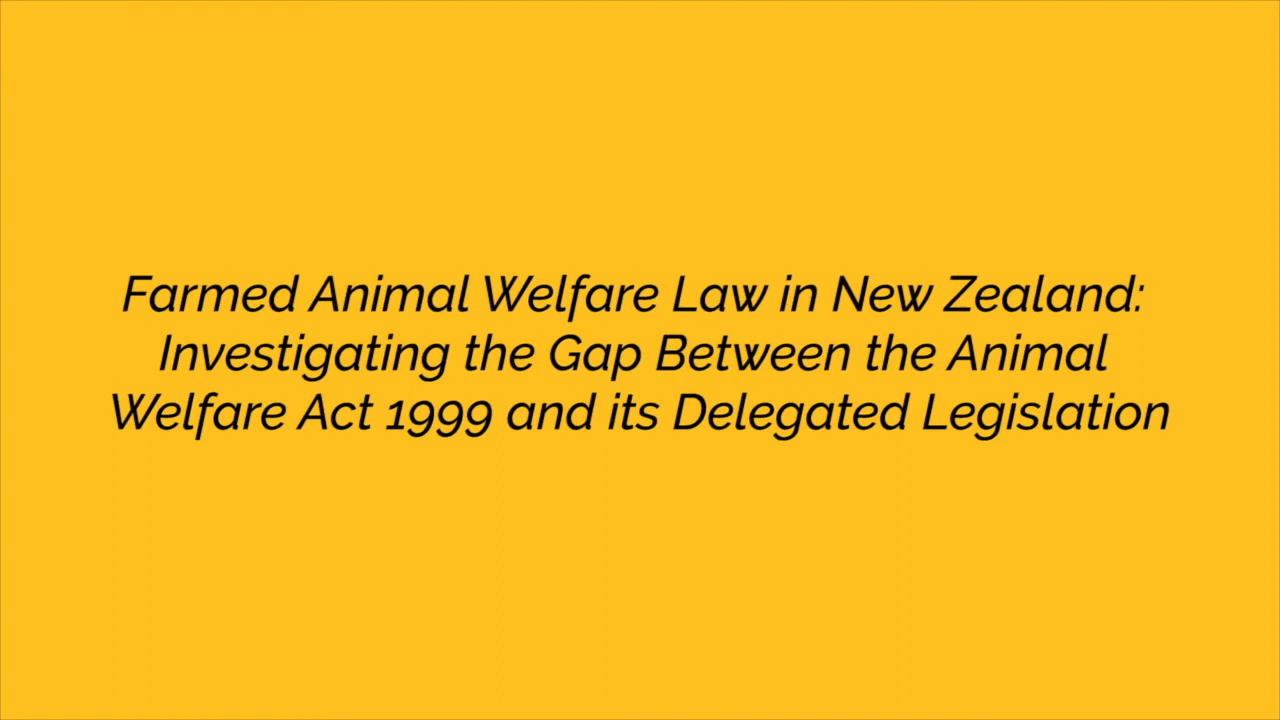 Farmed Animal Welfare Law in New Zealand:
Investigating the Gap Between the Animal
Welfare Act 1999 and its Delegated Legislation